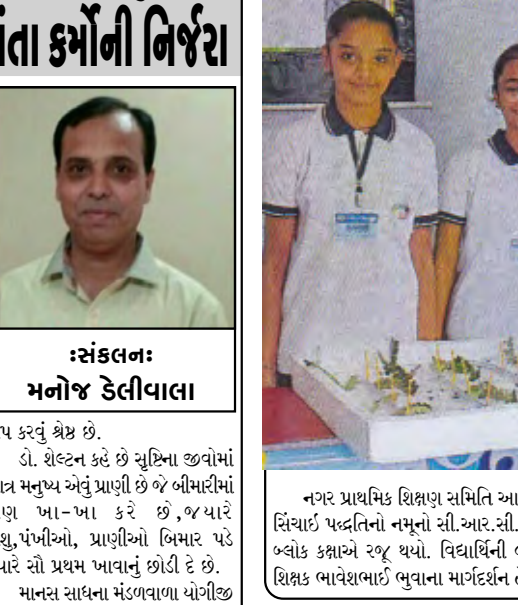 કર્મોની નિર્જરા
:સંકલન:
મનોજ ડેલીવાલા
કરવું શ્રેષ્ઠ છે.
ડો. શેલ્ટન કહે છે સૃષ્ટિના જીવોમાં
મનુષ્ય એવું પ્રાણી છે જે બીમારીમાં
ખા-ખા કરે છે,જયારે
પંખીઓ, પ્રાણીઓ બિમાર પડે
સૌ પ્રથમ ખાવાનું છોડી દે છે.
માનસ સાધના મંડળવાળા યોગીજી
નગર પ્રાથમિક શિક્ષણ સમિતિ
સિંચાઈ પદ્ધતિનો નમૂનો સી.આર.સી.
બ્લોક કક્ષાએ રજૂ થયો. વિદ્યાર્થિની
શિક્ષક ભાવેશભાઈ ભુવાના માર્ગદર્શન